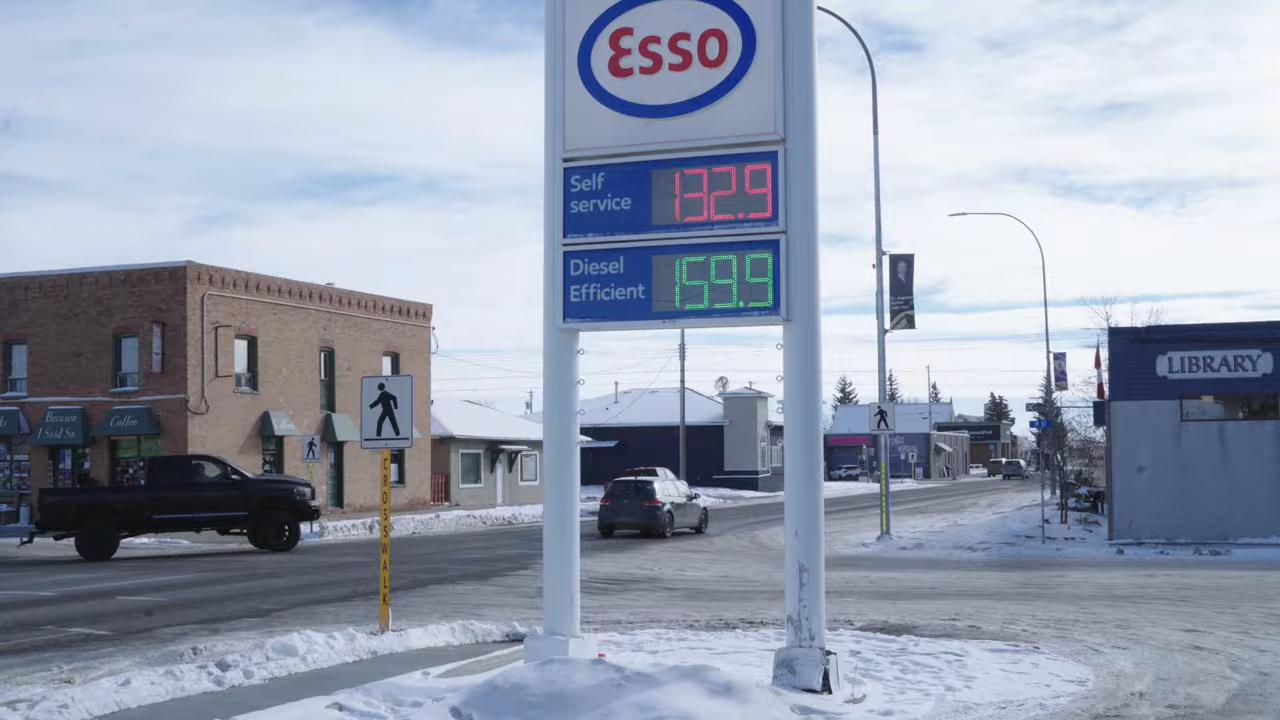 Esso
Self
service
132.9
Diesel
Efficient
159.9
Because
I Said So
Coffee
CROSSWALK
LIBRARY